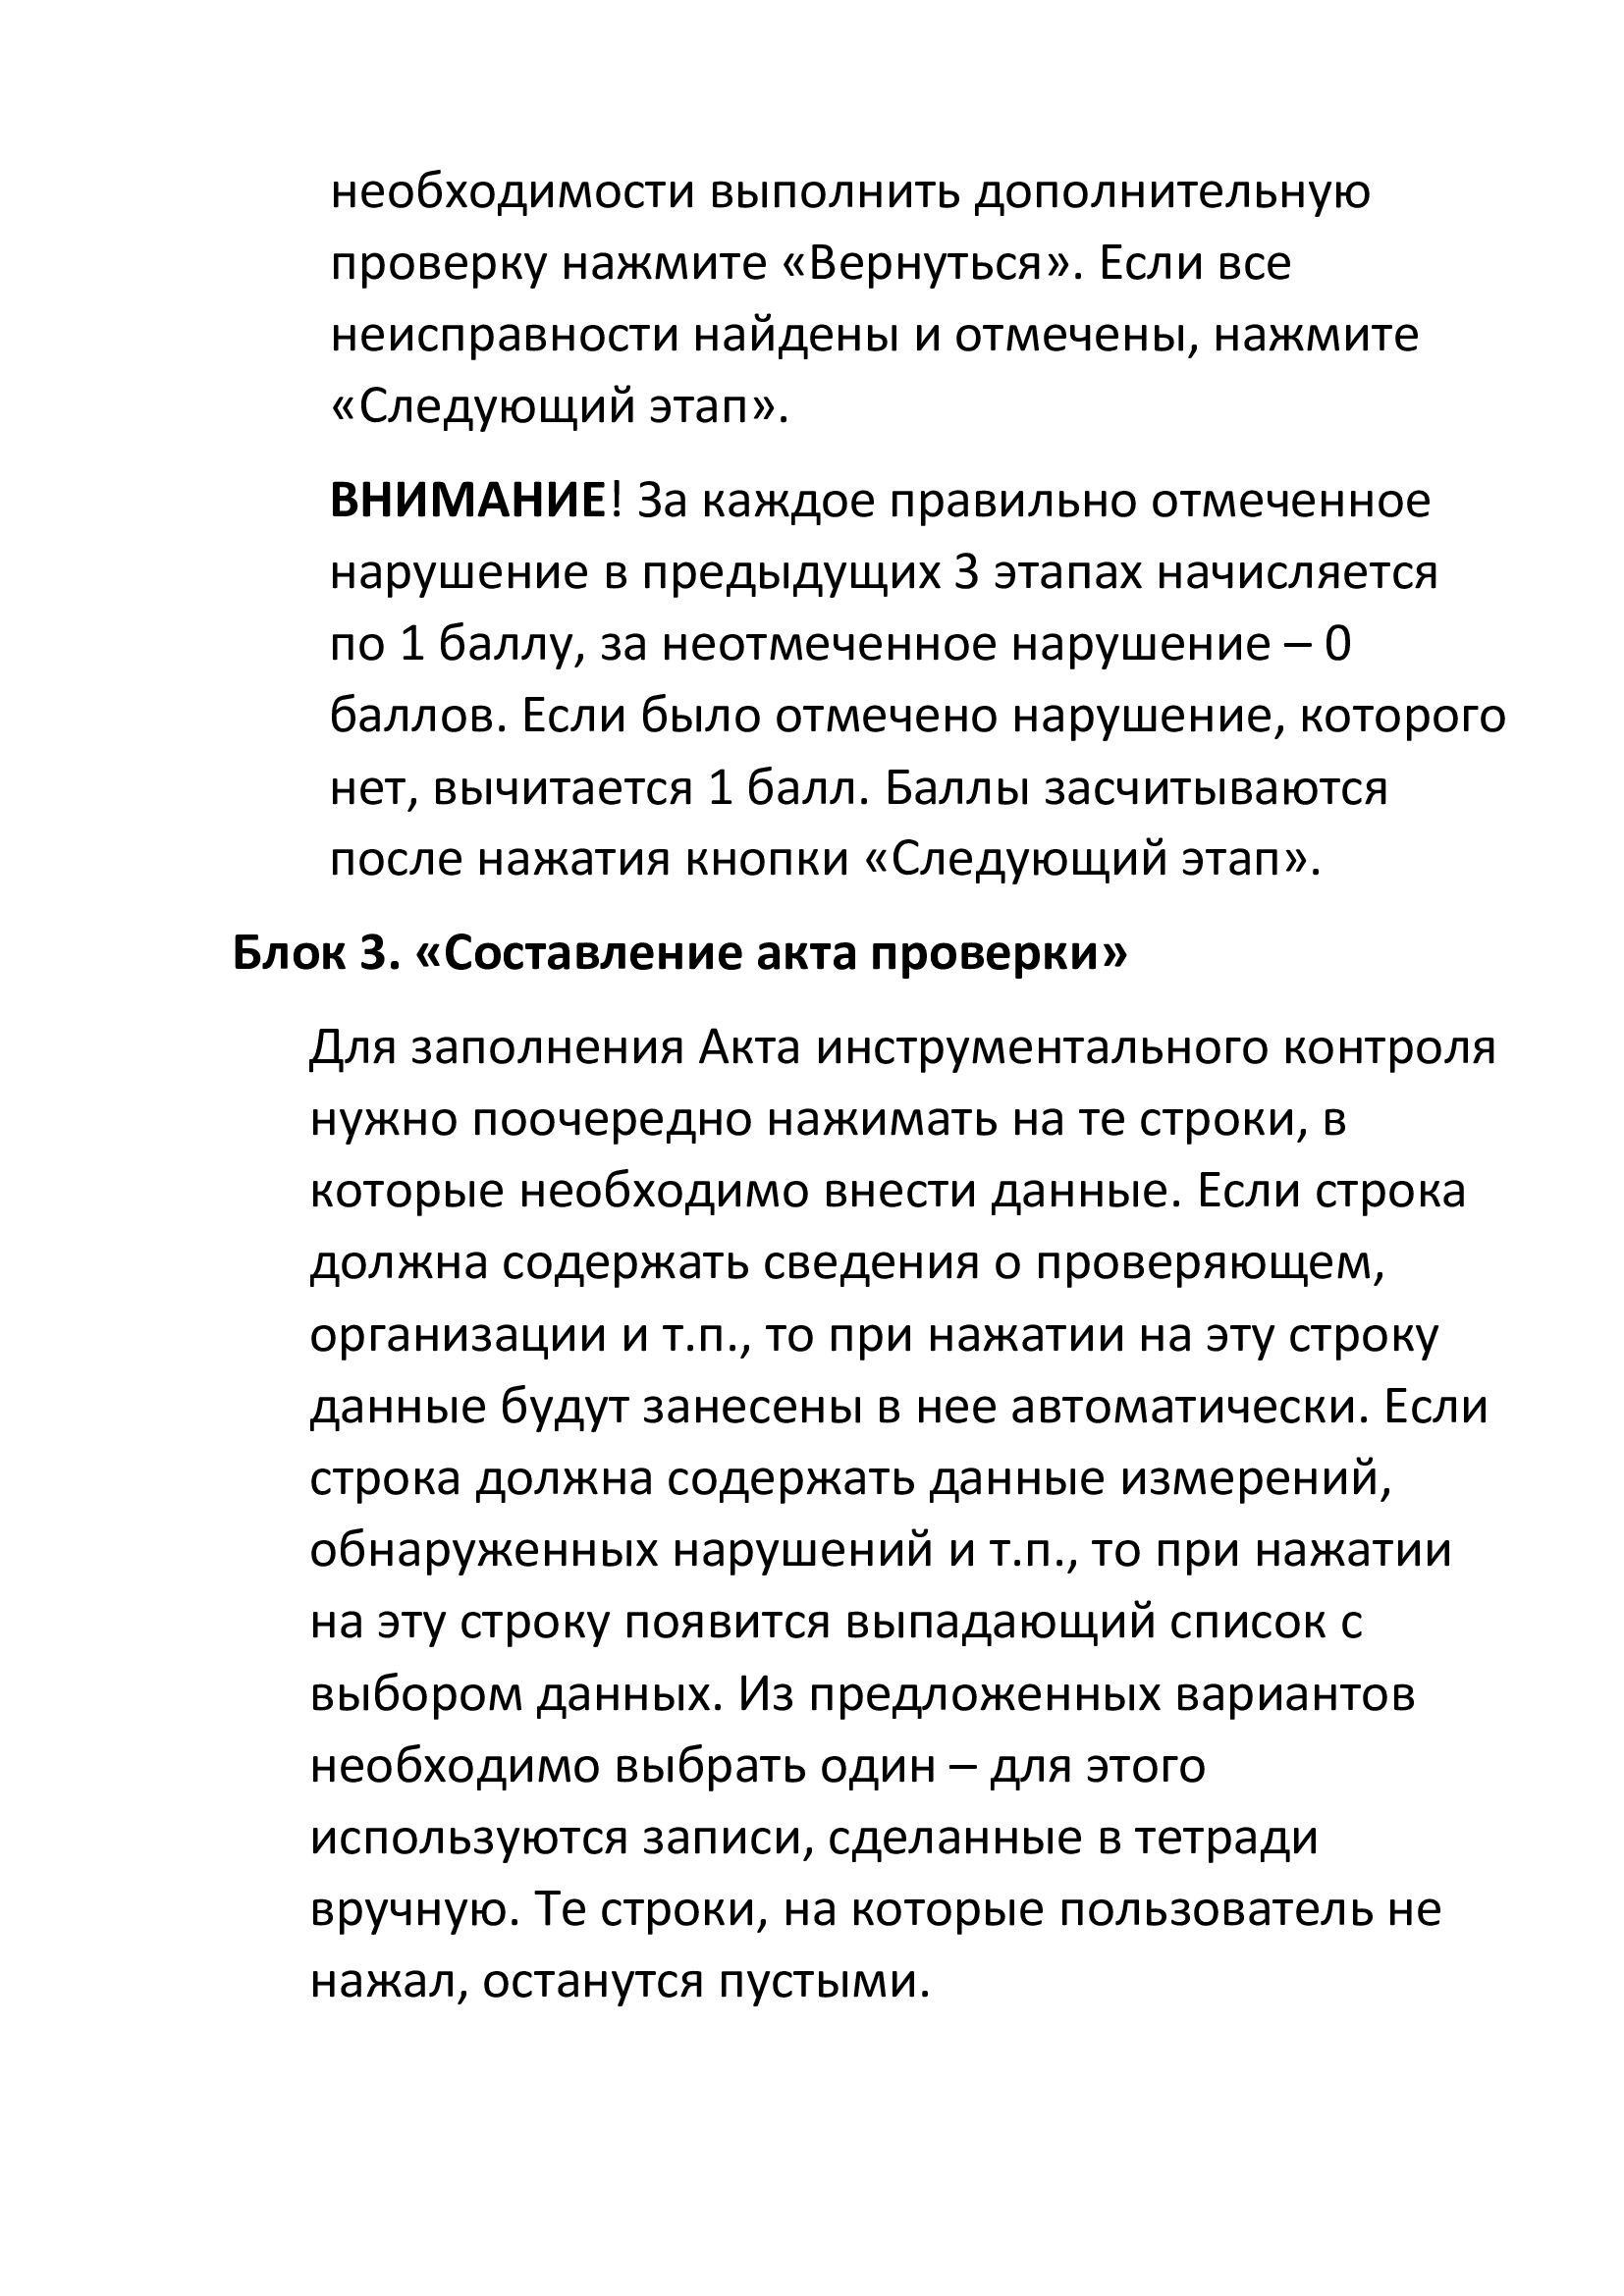 необходимости выполнить дополнительную
проверку нажмите «Вернуться». Если все
неисправности найдены и отмечены, нажмите
«Следующий этап».
ВНИМАНИЕ! За каждое правильно отмеченное
нарушение в предыдущих 3 этапах начисляется
по 1 баллу, за неотмеченное нарушение – 0
баллов. Если было отмечено нарушение, которого
нет, вычитается 1 балл. Баллы засчитываются
после нажатия кнопки «Следующий этап».
Блок 3. «Составление акта проверки»
Для заполнения Акта инструментального контроля
нужно поочередно нажимать на те строки, в
которые необходимо внести данные. Если строка
должна содержать сведения о проверяющем,
организации и т.п., то при нажатии на эту строку
данные будут занесены в нее автоматически. Если
строка должна содержать данные измерений,
обнаруженных нарушений и т.п., то при нажатии
на эту строку появится выпадающий список с
выбором данных. Из предложенных вариантов
необходимо выбрать один – для этого
используются записи, сделанные в тетради
вручную. Те строки, на которые пользователь не
нажал, останутся пустыми.